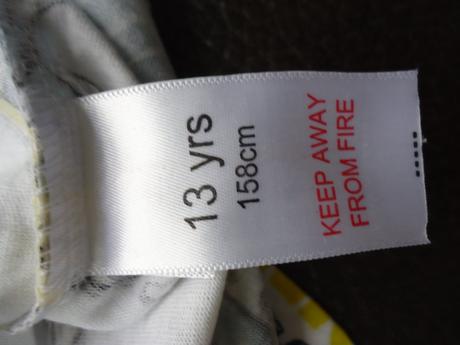 13 yrs
158cm
KEEP AWAY
FROM FIRE